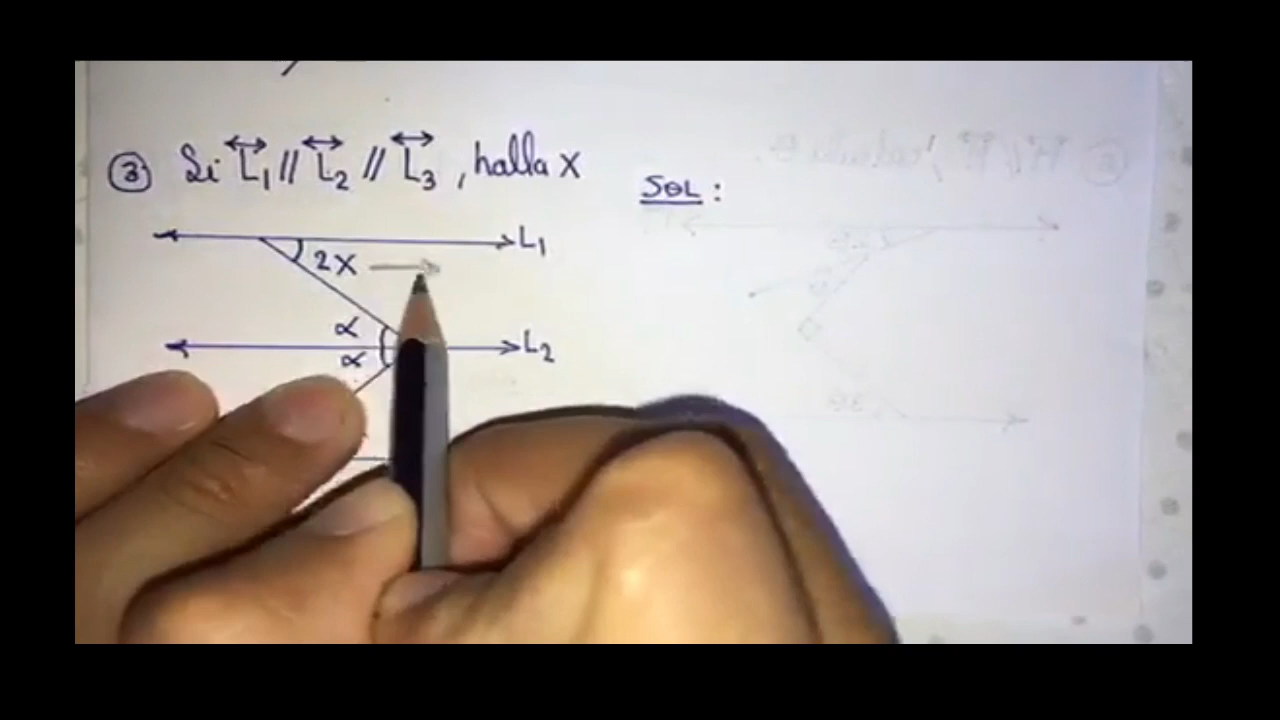 ③ Si L₁ // L₂ // L₃, halla x
SOL:
L₁
2x
α
L₂
α